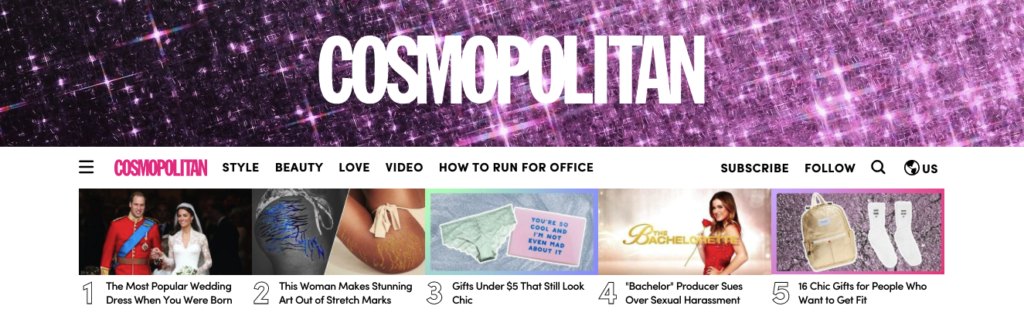 COSMOPOLITAN
COSMOPOLITAN STYLE BEAUTY LOVE VIDEO HOW TO RUN FOR OFFICE SUBSCRIBE FOLLOW US
YOU'RE SO
COOL AND
I'M NOT
EVEN MAD
ABOUT IT
THE
BACHELORETTE
1 The Most Popular Wedding
Dress When You Were Born
2 This Woman Makes Stunning
Art Out of Stretch Marks
3 Gifts Under $5 That Still Look
Chic
4 "Bachelor" Producer Sues
Over Sexual Harassment
5 16 Chic Gifts for People Who
Want to Get Fit